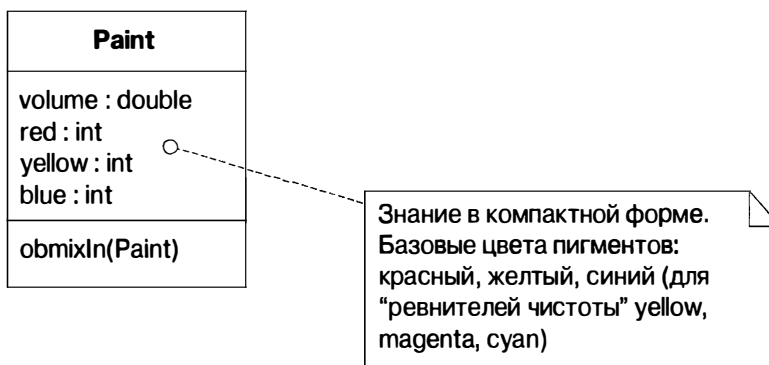 Paint
volume : double
red : int
yellow : int
blue : int
obmixIn(Paint)
Знание в компактной форме.
Базовые цвета пигментов:
красный, желтый, синий (для
“ревнителей чистоты” yellow,
magenta, cyan)